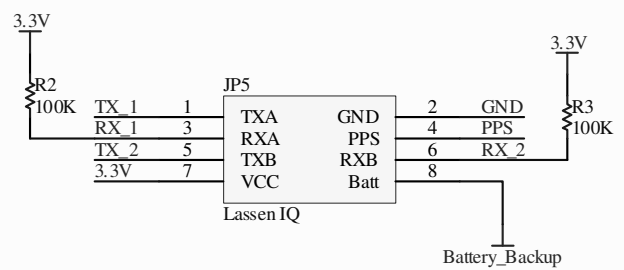 3.3V
3.3V
R2
100K
JP5
R3
100K
TX_1 1 TXA GND 2 GND
RX_1 3 RXA PPS 4 PPS
TX_2 5 TXB RXB 6 RX_2
3.3V 7 VCC Batt 8
Lassen IQ
Battery_Backup